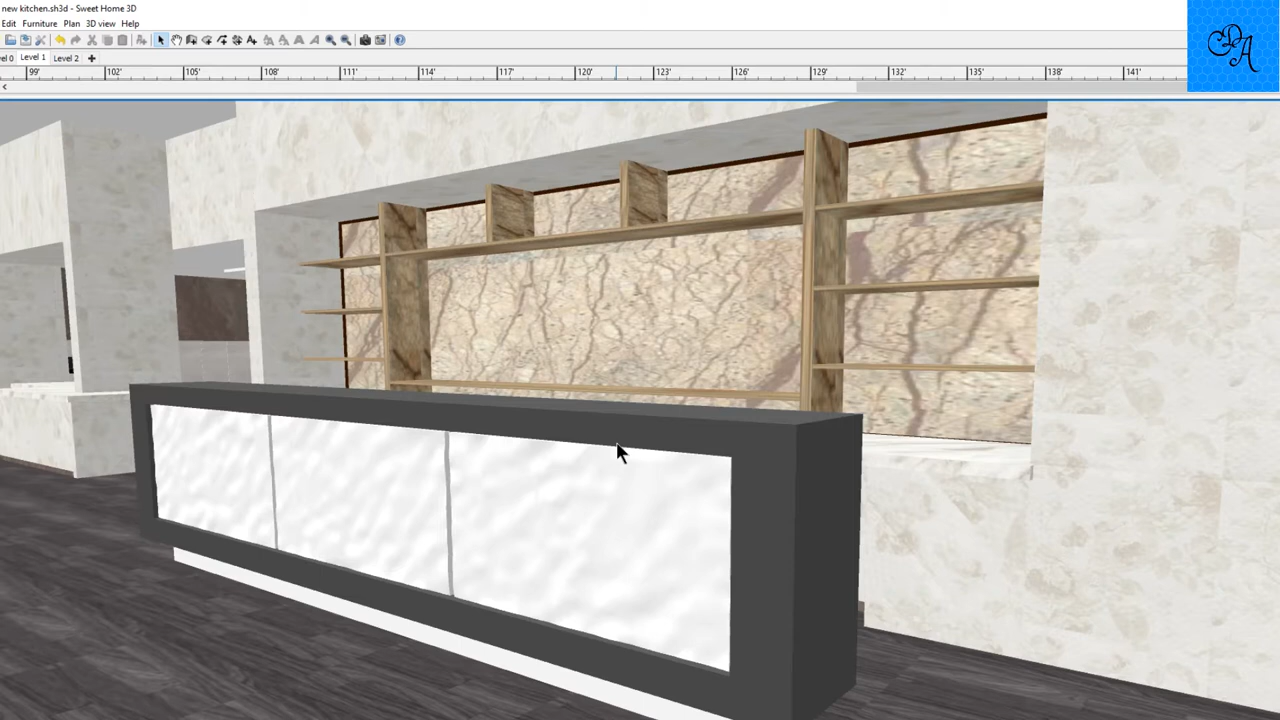 new kitchen.sh3d - Sweet Home 3D
Edit Furniture Plan 3D view Help
el 0 Level 1 Level 2
99' 102' 105' 108' 111' 114' 117' 120' 123' 126' 129' 132' 135' 138' 141'
CDA